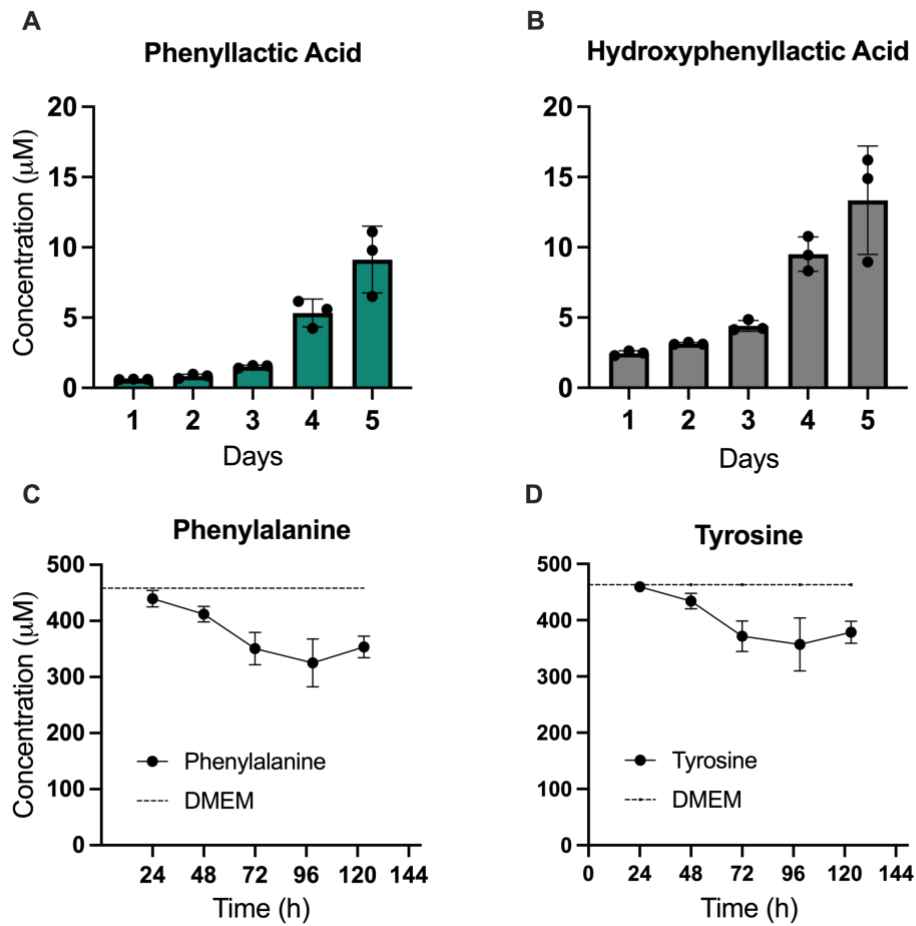 A
B
Phenyllactic Acid
Hydroxyphenyllactic Acid
Concentration (μM)
20
15
10
5
0
1 2 3 4 5
Days
20
15
10
5
0
1 2 3 4 5
Days
C
D
Phenylalanine
Tyrosine
Concentration (μM)
500
400
300
200
100
0
Phenylalanine
DMEM
24 48 72 96 120 144
Time (h)
500
400
300
200
100
0
Tyrosine
DMEM
0 24 48 72 96 120 144
Time (h)